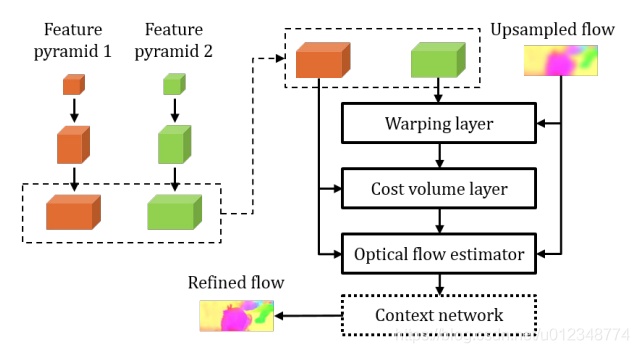 Feature
pyramid 1
Feature
pyramid 2
Upsampled flow
Warping layer
Cost volume layer
Optical flow estimator
Refined flow
Context network
https://blog.csdn.net/u012348774